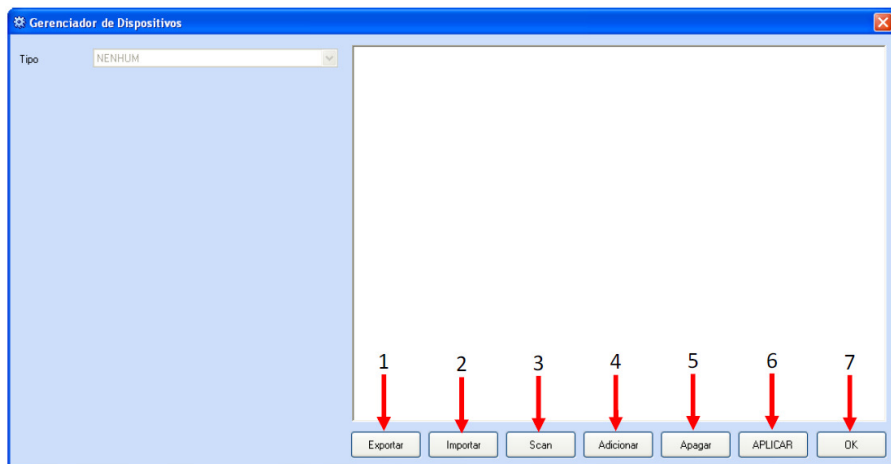 Gerenciador de Dispositivos
Tipo NENHUM
1 2 3 4 5 6 7
Exportar Importar Scan Adicionar Apagar APLICAR OK